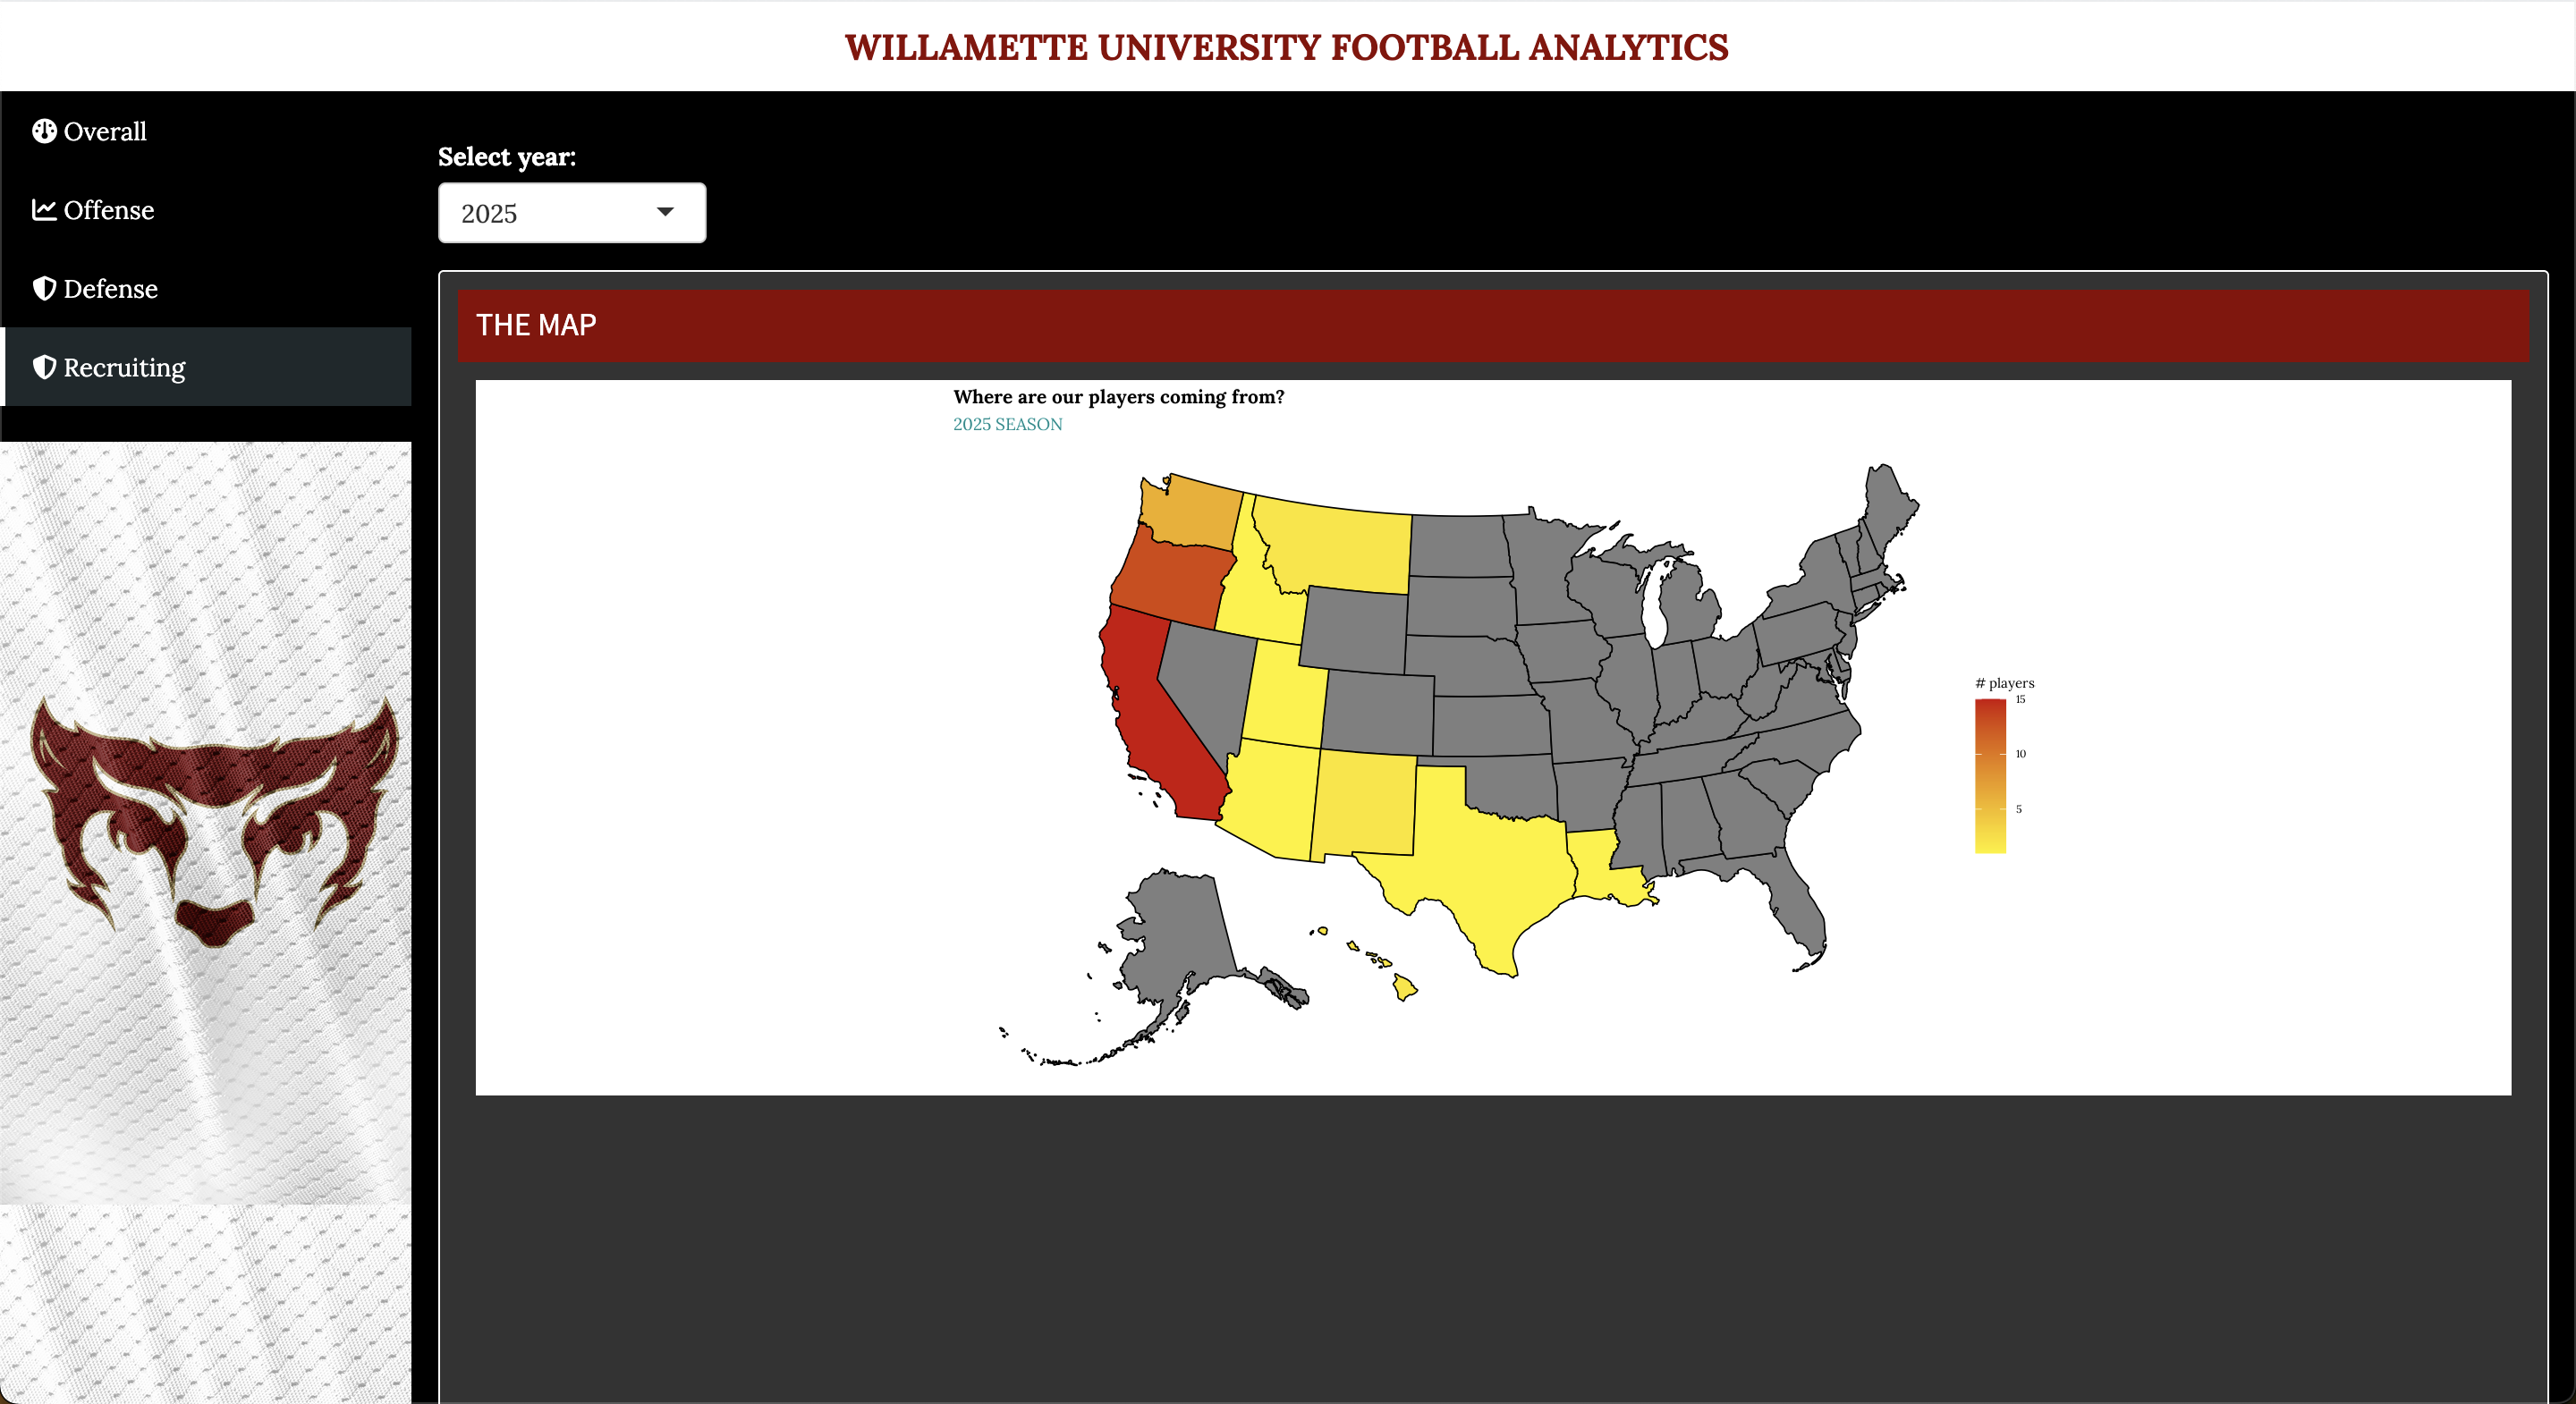 WILLAMETTE UNIVERSITY FOOTBALL ANALYTICS
Overall
Offense
Defense
Recruiting
Select year:
2025
THE MAP
Where are our players coming from?
2025 SEASON
# players
15
10
5